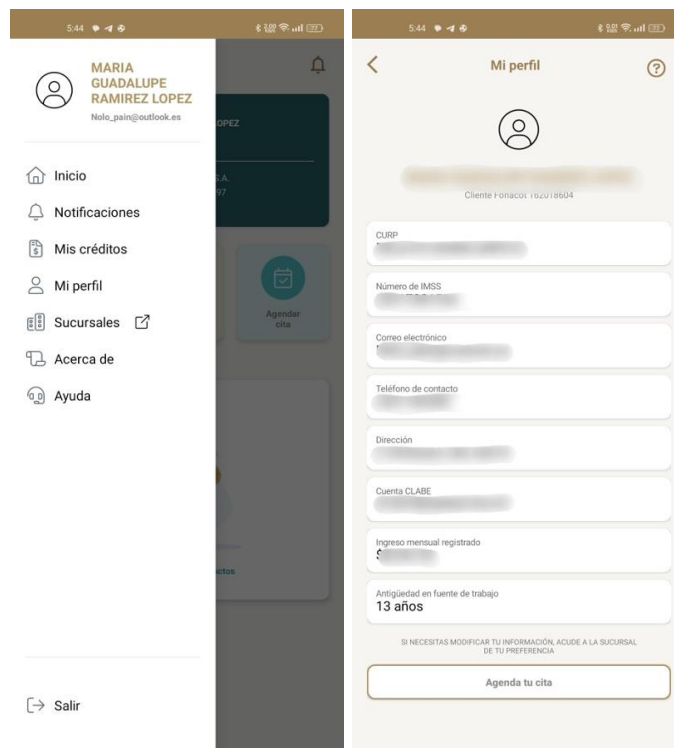 5:44
MARIA
GUADALUPE
RAMIREZ LOPEZ
Nolo_pain@outlook.es
Inicio
Notificaciones
Mis créditos
Mi perfil
Sucursales
Acerca de
Ayuda
Salir
OPEZ
S.A.
97
Agendar
cita
ctos
5:44
Mi perfil
Cliente Fonacot 162018604
CURP
Número de IMSS
Correo electrónico
Teléfono de contacto
Dirección
Cuenta CLABE
Ingreso mensual registrado
$
Antigüedad en fuente de trabajo
13 años
SI NECESITAS MODIFICAR TU INFORMACIÓN, ACUDE A LA SUCURSAL
DE TU PREFERENCIA
Agenda tu cita